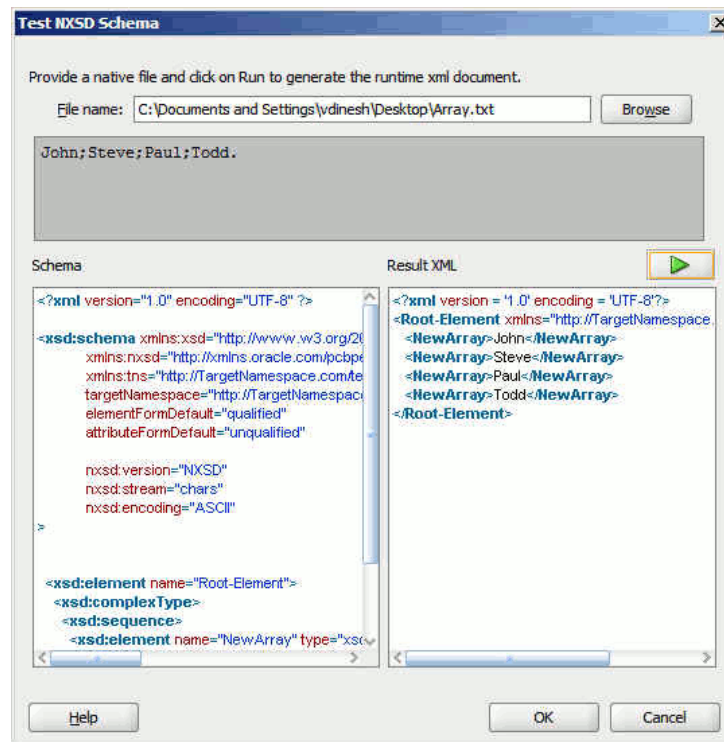 Test NXSD Schema
Provide a native file and click on Run to generate the runtime xml document.
File name: C:\Documents and Settings\vdinesh\Desktop\Array.txt Browse
John;Steve;Paul;Todd.
Schema
<?xml version="1.0" encoding="UTF-8" ?>
<xsd:schema xmlns:xsd="http://www.w3.org/20
xmlns:nxsd="http://xmlns.oracle.com/pcbpe
xmlns:tns="http://TargetNamespace.com/te
targetNamespace="http://TargetNamespac
elementFormDefault="qualified"
attributeFormDefault="unqualified"
nxsd:version="NXSD"
nxsd:stream="chars"
nxsd:encoding="ASCII"
>
<xsd:element name="Root-Element">
<xsd:complexType>
<xsd:sequence>
<xsd:element name="NewArray" type="xsd
Result XML
<?xml version = '1.0' encoding = 'UTF-8'?>
<Root-Element xmlns="http://TargetNamespace.
<NewArray>John</NewArray>
<NewArray>Steve</NewArray>
<NewArray>Paul</NewArray>
<NewArray>Todd</NewArray>
</Root-Element>
Help OK Cancel